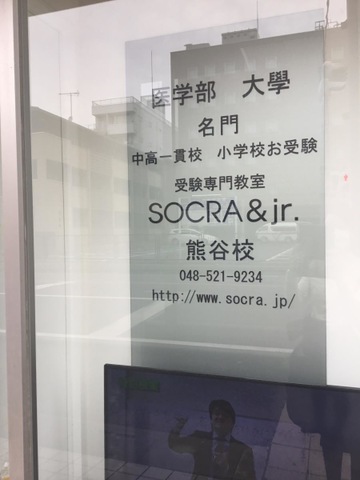 医学部　大學
名門
中高一貫校　小学校お受験
受験専門教室
SOCRA&jr.
熊谷校
048-521-9234
http://www.socra.jp/